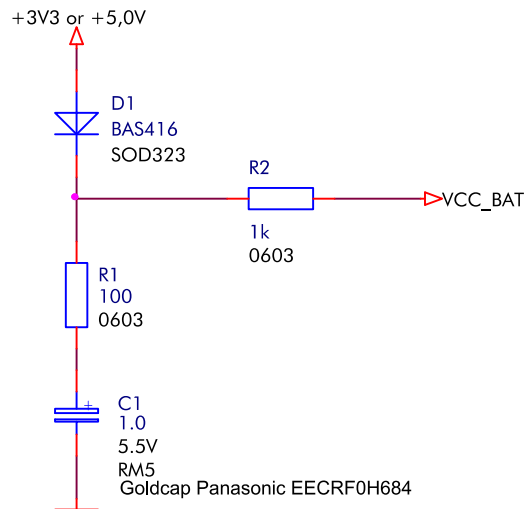 +3V3 or +5,0V
D1
BAS416
SOD323
R2
VCC_BAT
1k
0603
R1
100
0603
+
C1
1.0
5.5V
RM5
Goldcap Panasonic EECRF0H684